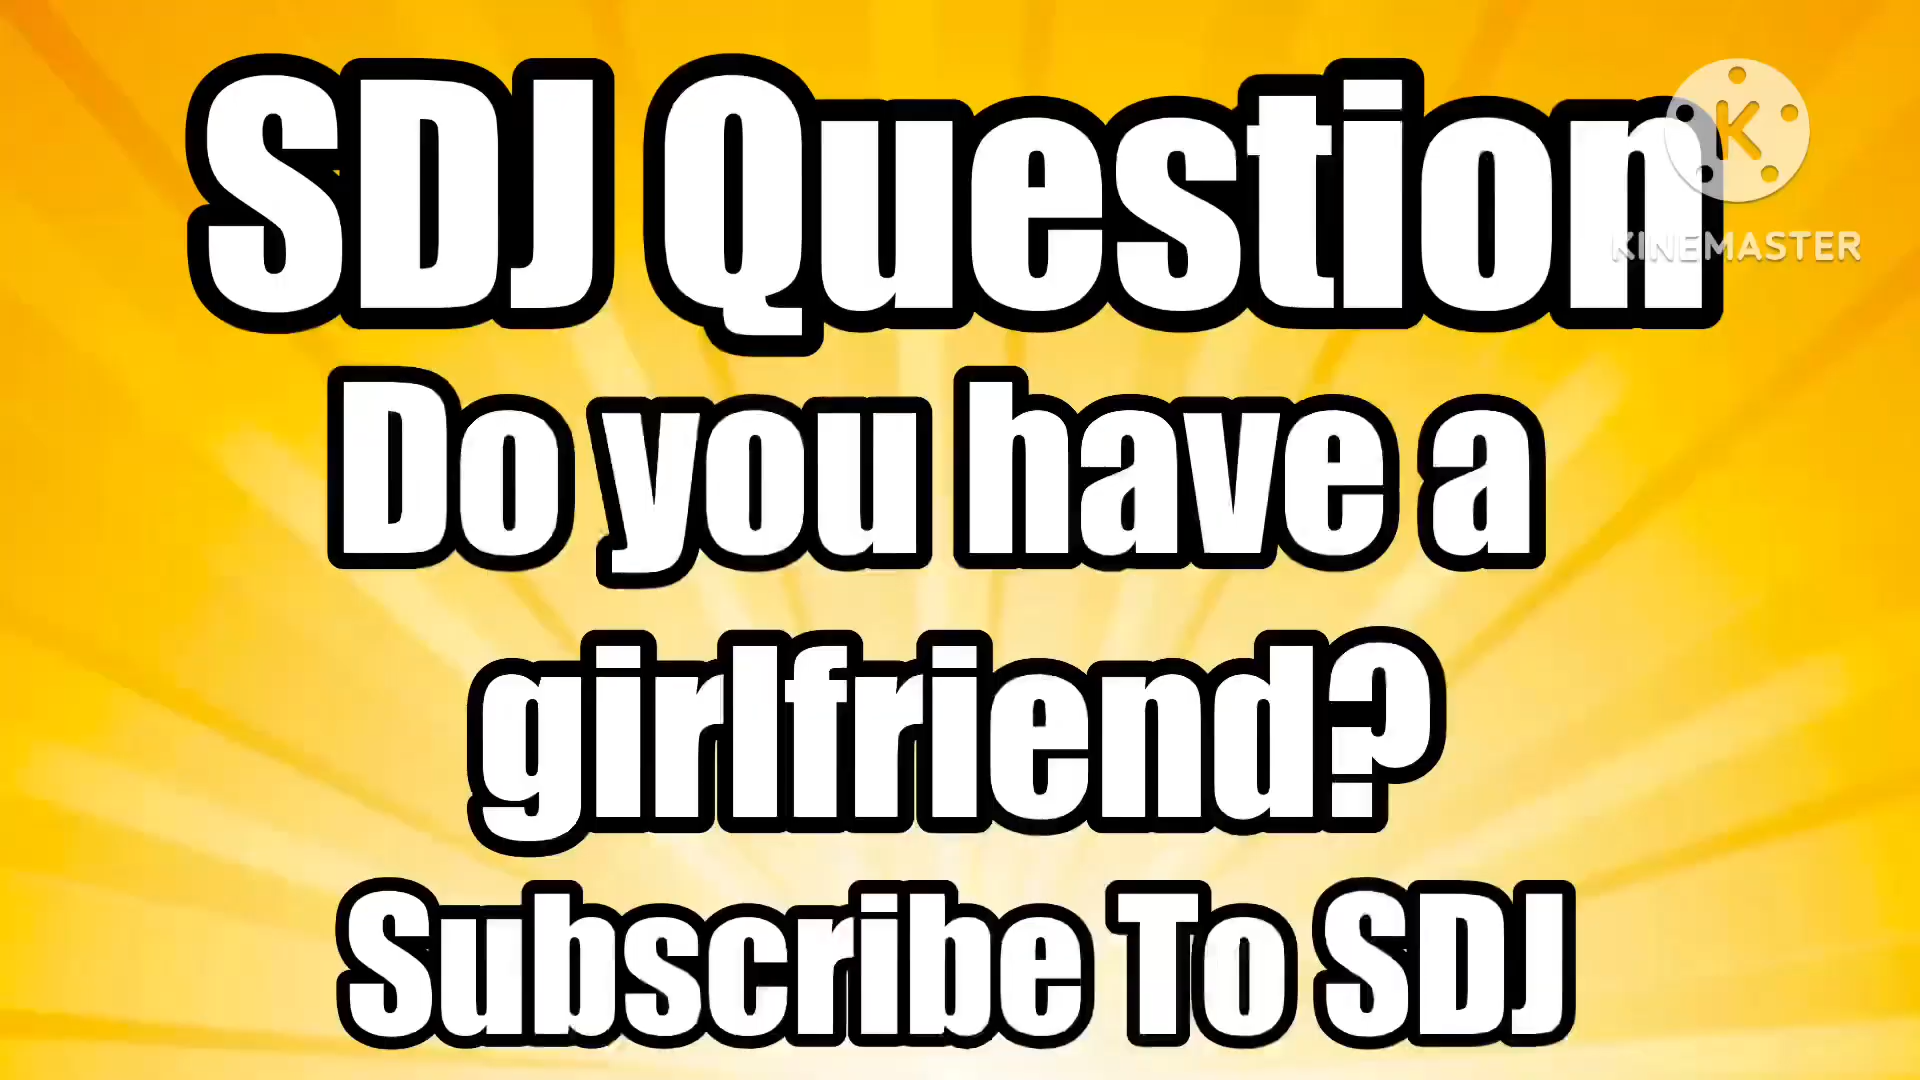 SDJ Question
K
KINEMASTER
Do you have a
girlfriend?
Subscribe To SDJ